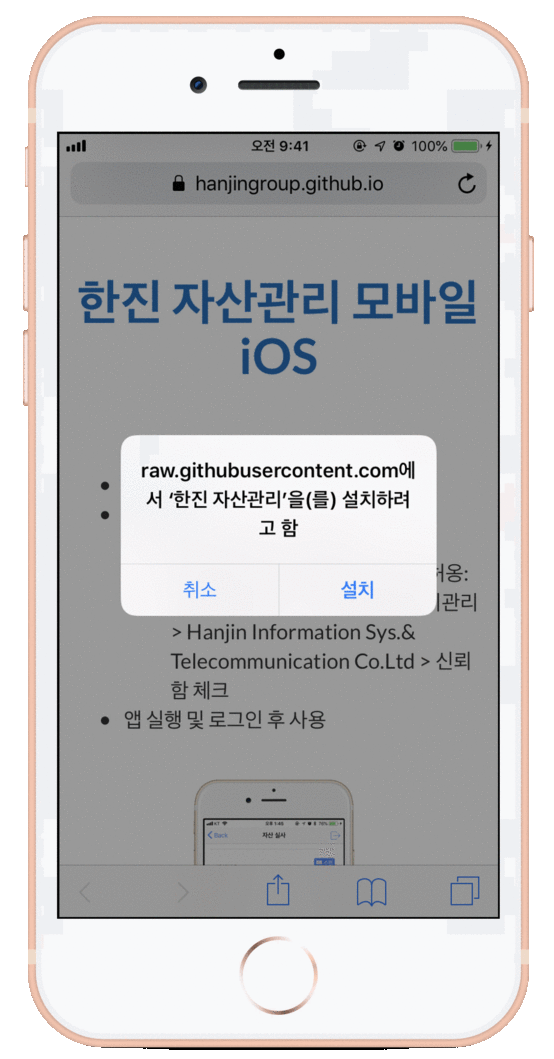 오전 9:41
100%
hanjingroup.github.io
한진 자산관리 모바일
iOS
raw.githubusercontent.com에
서 ‘한진 자산관리’을(를) 설치하려
고 함
취소
설치
허용:
기관리
> Hanjin Information Sys.&
Telecommunication Co.Ltd > 신뢰
함 체크
앱 실행 및 로그인 후 사용
Back
자산 실사